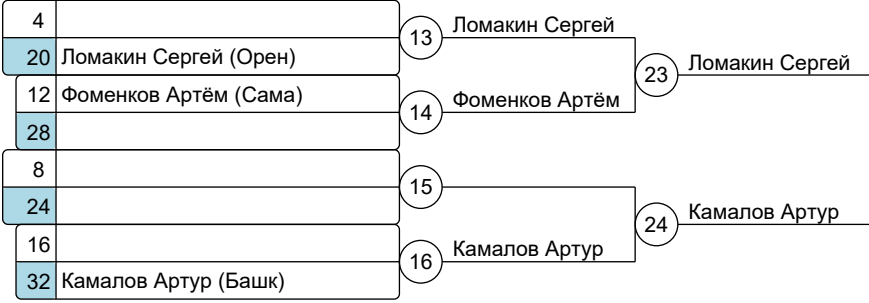 4
13
Ломакин Сергей
20 Ломакин Сергей (Орен)
23
Ломакин Сергей
12 Фоменков Артём (Сама)
14
Фоменков Артём
28
8
15
24
24
Камалов Артур
16
16
Камалов Артур
32 Камалов Артур (Башк)